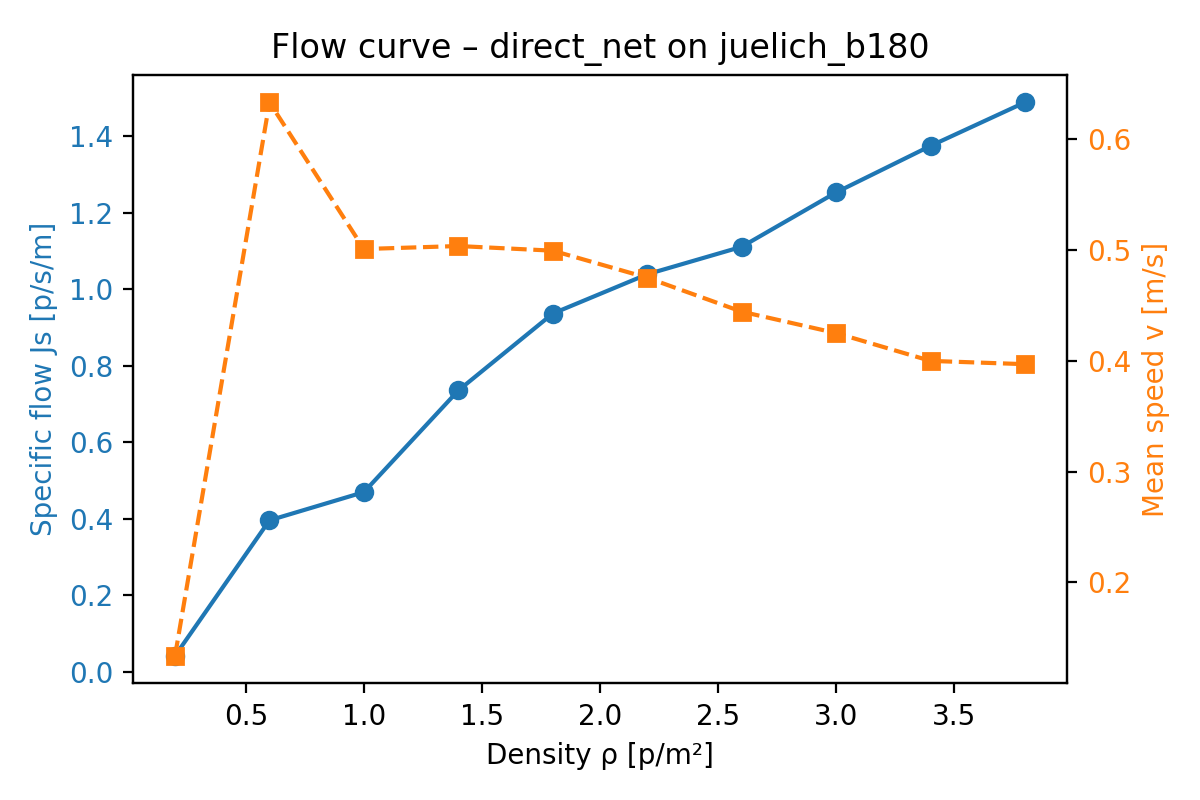 Flow curve – direct_net on juelich_b180
Specific flow Js [p/s/m]
1.4
1.2
1.0
0.8
0.6
0.4
0.2
0.0
0.5 1.0 1.5 2.0 2.5 3.0 3.5
Density ρ [p/m²]
0.6
0.5
0.4
0.3
0.2
Mean speed v [m/s]